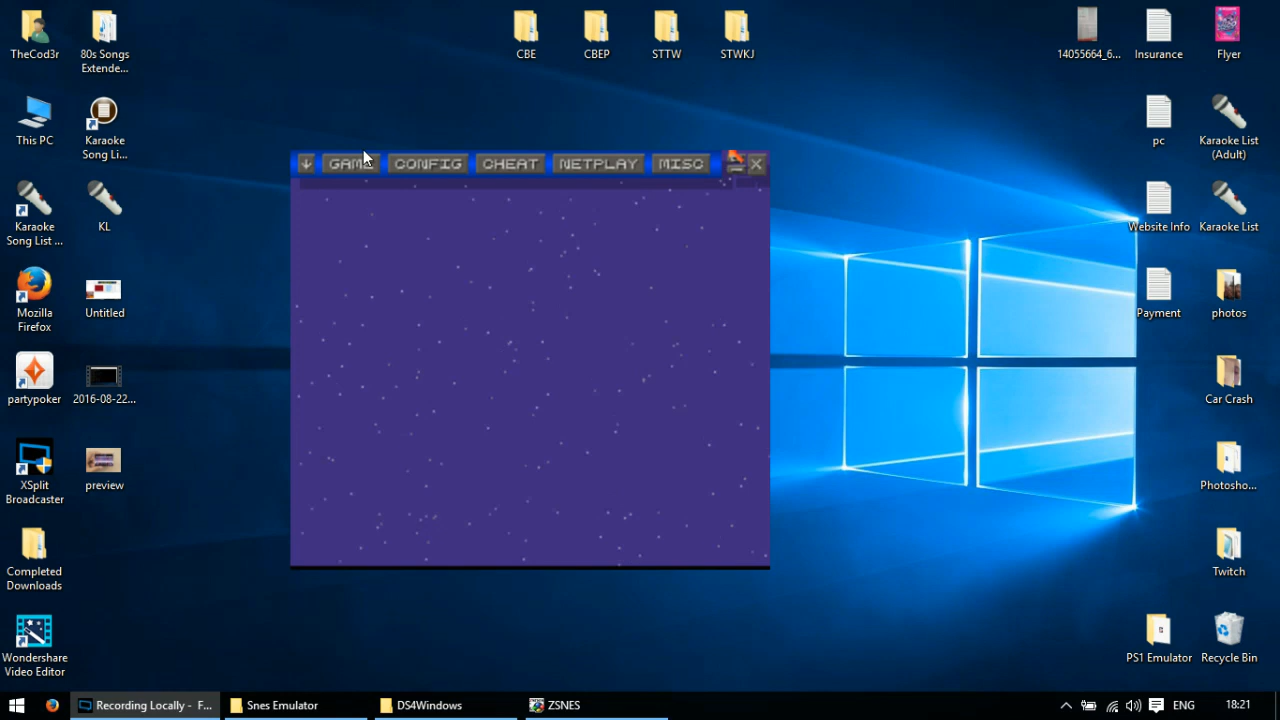 TheCod3r
80s Songs
Extende...
CBE
CBEP
STTW
STWKJ
14055664_6...
Insurance
Flyer
This PC
Karaoke
Song Li...
pc
Karaoke List
(Adult)
GAME
CONFIG
CHEAT
NETPLAY
MISC
Karaoke
Song List ...
KL
Website Info
Karaoke List
Mozilla
Firefox
Untitled
Payment
photos
partypoker
2016-08-22...
Car Crash
XSplit
Broadcaster
preview
Photosho...
Completed
Downloads
Twitch
Wondershare
Video Editor
PS1 Emulator
Recycle Bin
Recording Locally - F...
Snes Emulator
DS4Windows
ZSNES
ENG
18:21